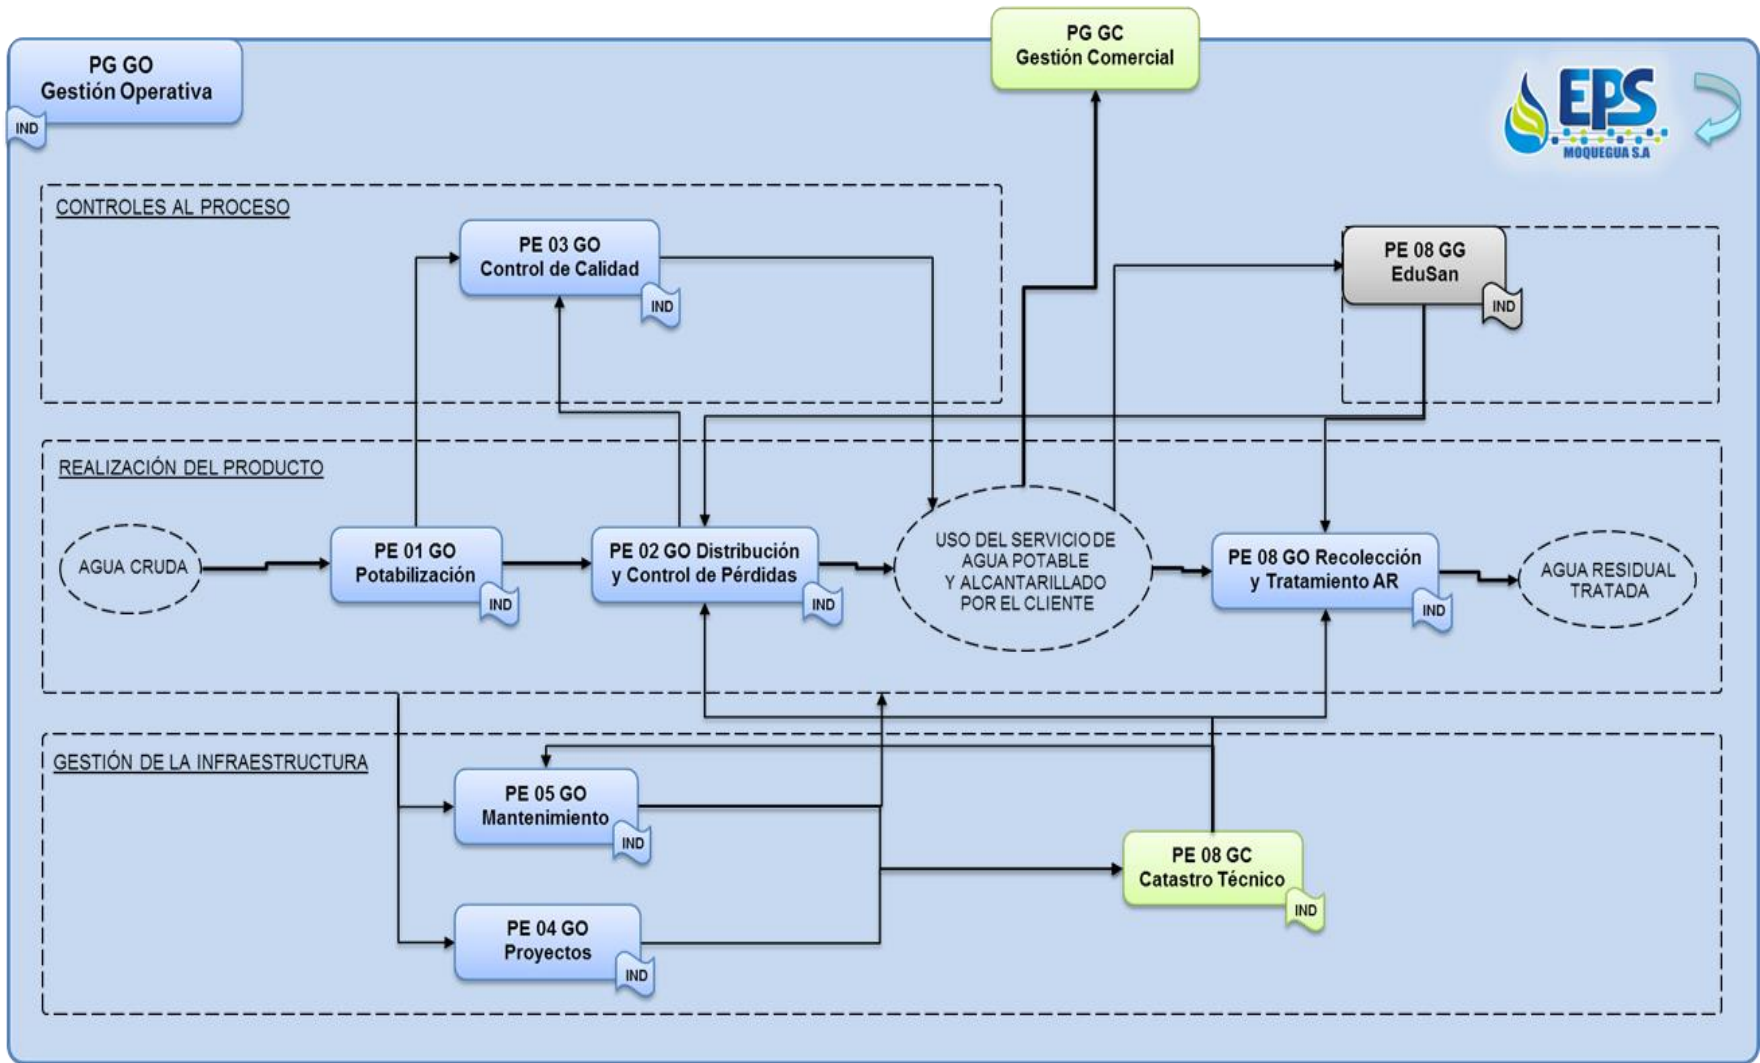 PG GO
Gestión Operativa
IND
PG GC
Gestión Comercial
EPS
MOQUEGUA S.A
CONTROLES AL PROCESO
PE 03 GO
Control de Calidad
IND
PE 08 GG
EduSan
IND
REALIZACIÓN DEL PRODUCTO
AGUA CRUDA
PE 01 GO
Potabilización
IND
PE 02 GO Distribución
y Control de Pérdidas
IND
USO DEL SERVICIO DE
AGUA POTABLE
Y ALCANTARILLADO
POR EL CLIENTE
PE 08 GO Recolección
y Tratamiento AR
IND
AGUA RESIDUAL
TRATADA
GESTIÓN DE LA INFRAESTRUCTURA
PE 05 GO
Mantenimiento
IND
PE 08 GC
Catastro Técnico
IND
PE 04 GO
Proyectos
IND